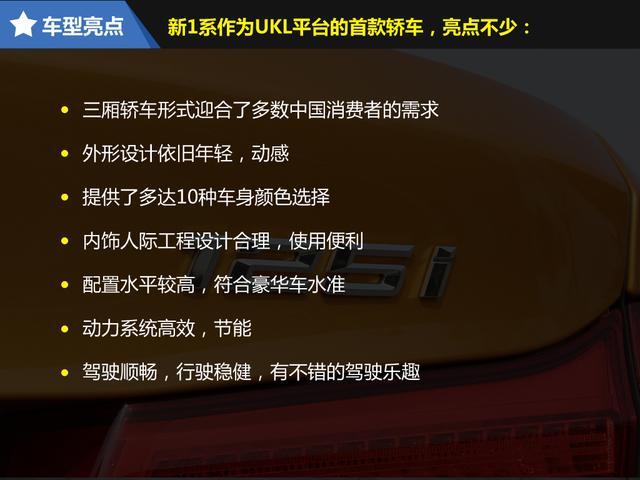 车型亮点
新1系作为UKL平台的首款轿车，亮点不少：
三厢轿车形式迎合了多数中国消费者的需求
外形设计依旧年轻，动感
提供了多达10种车身颜色选择
内饰人际工程设计合理，使用便利
125i
配置水平较高，符合豪华车水准
动力系统高效，节能
驾驶顺畅，行驶稳健，有不错的驾驶乐趣